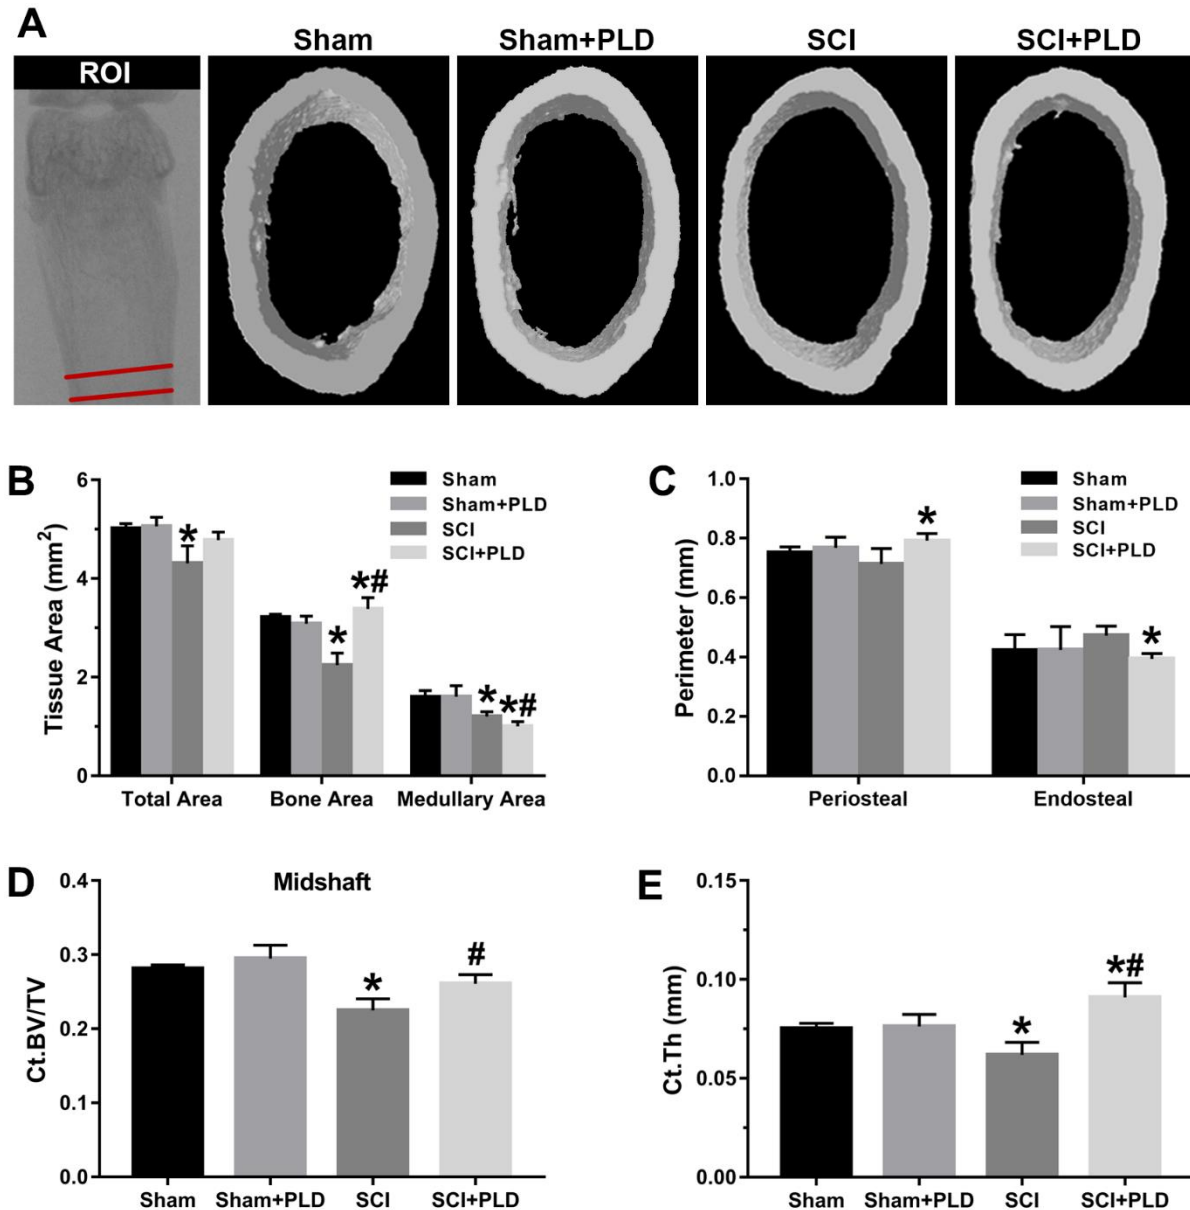 A
Sham
Sham+PLD
SCI
SCI+PLD
ROI
B
Tissue Area (mm²)
6
4
2
0
Sham
Sham+PLD
SCI
SCI+PLD
*
*
*#
*
*#
Total Area
Bone Area
Medullary Area
C
Perimeter (mm)
1.0
0.8
0.6
0.4
0.2
0.0
Sham
Sham+PLD
SCI
SCI+PLD
*
*
Periosteal
Endosteal
D
Midshaft
Ct.BV/TV
0.4
0.3
0.2
0.1
0.0
*
#
Sham
Sham+PLD
SCI
SCI+PLD
E
Ct.Th (mm)
0.15
0.10
0.05
0.00
*
*#
Sham
Sham+PLD
SCI
SCI+PLD